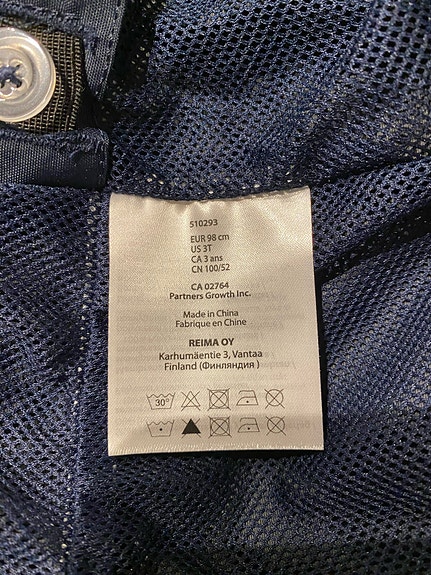 510293
EUR 98 cm
US 3T
CA 3 ans
CN 100/52
CA 02764
Partners Growth Inc.
Made in China
Fabrique en Chine
REIMA OY
Karhumäentie 3, Vantaa
Finland (Финляндия )
30°